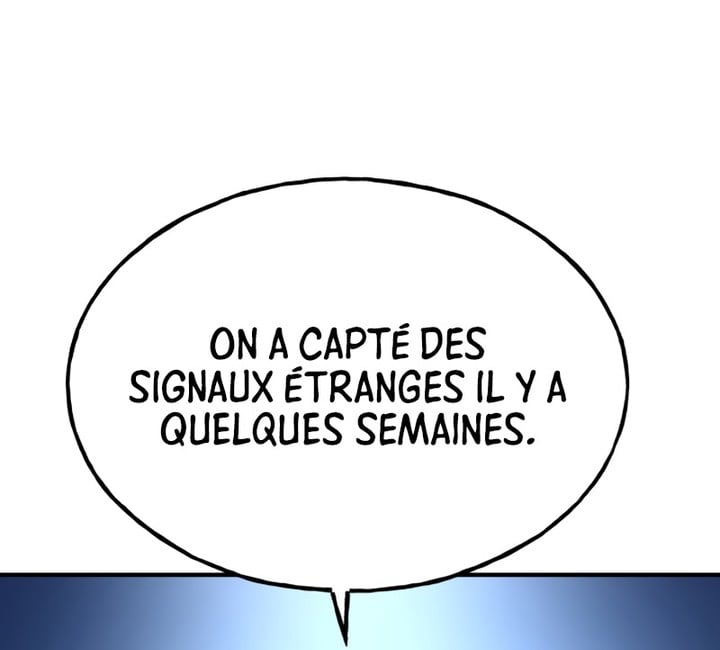 ON A CAPTÉ DES
SIGNAUX ÉTRANGES IL Y A
QUELQUES SEMAINES.